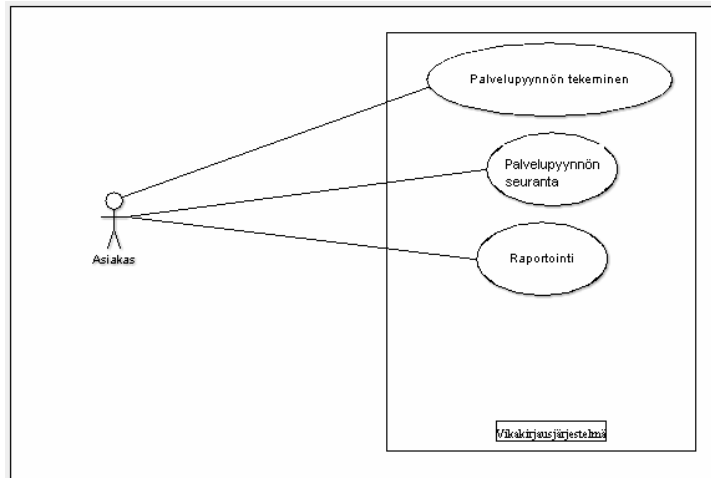 Palvelupyynnön tekeminen
Palvelupyynnön
seuranta
Asiakas
Raportointi
Vikakirjausjärjestelmä